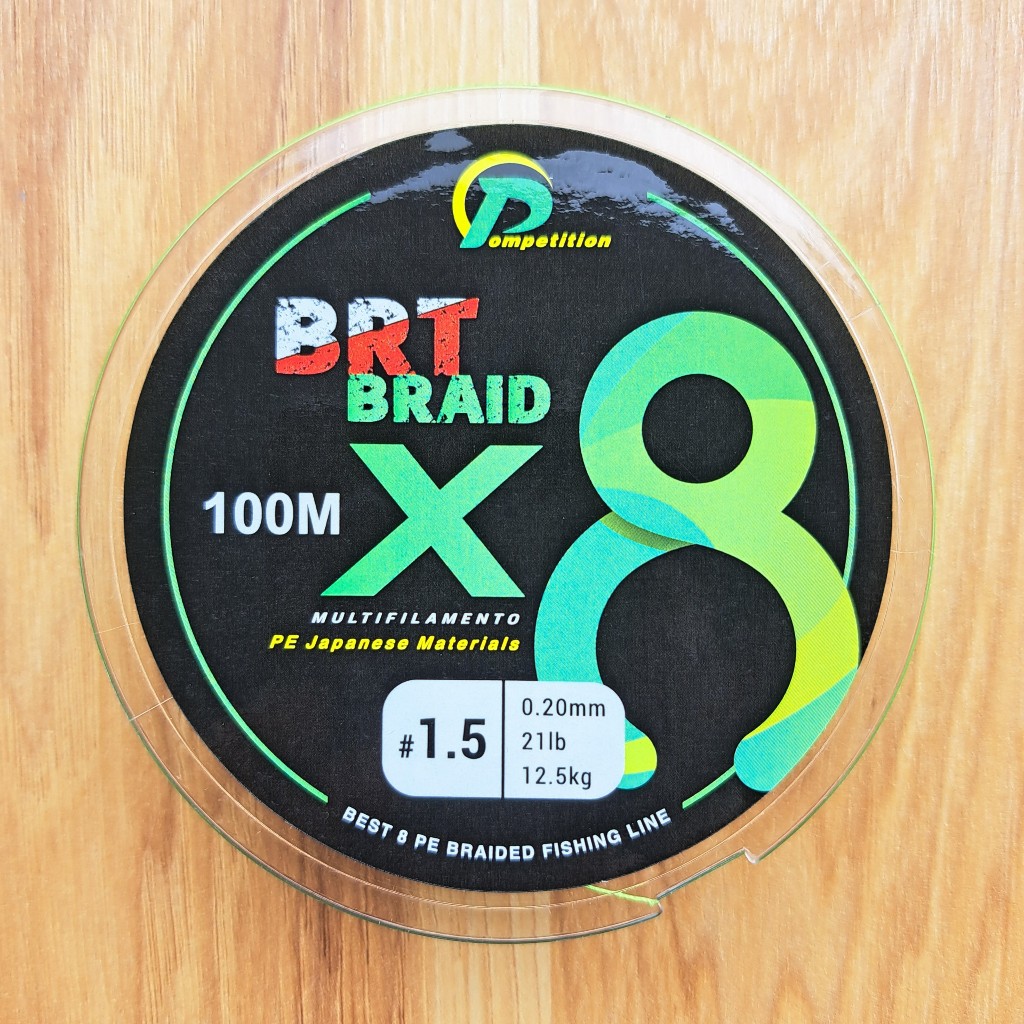 Competition
BRT
BRAID
X8
100M
MULTIFILAMENTO
PE Japanese Materials
#1.5
0.20mm
21lb
12.5kg
BEST 8 PE BRAIDED FISHING LINE